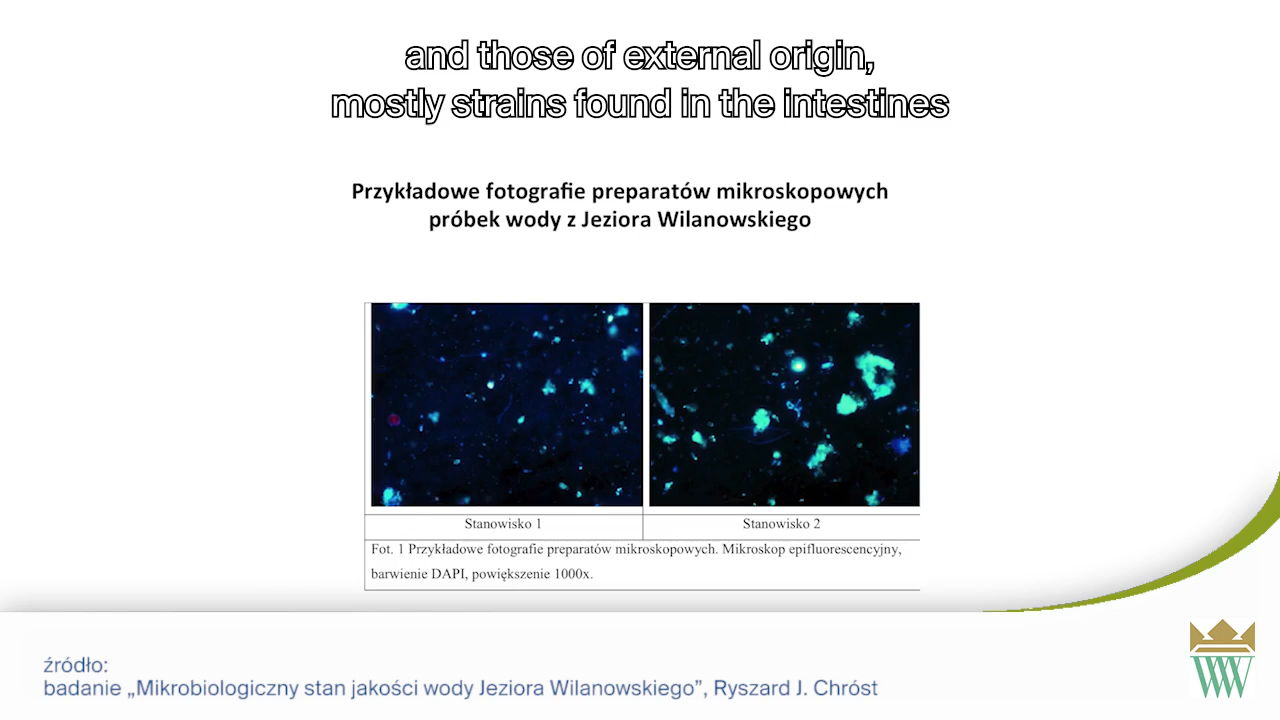 and those of external origin,
mostly strains found in the intestines
Przykładowe fotografie preparatów mikroskopowych
próbek wody z Jeziora Wilanowskiego
Stanowisko 1
Stanowisko 2
Fot. 1 Przykładowe fotografie preparatów mikroskopowych. Mikroskop epifluorescencyjny,
barwienie DAPI, powiększenie 1000x.
źródło:
badanie „Mikrobiologiczny stan jakości wody Jeziora Wilanowskiego”, Ryszard J. Chróst
WW